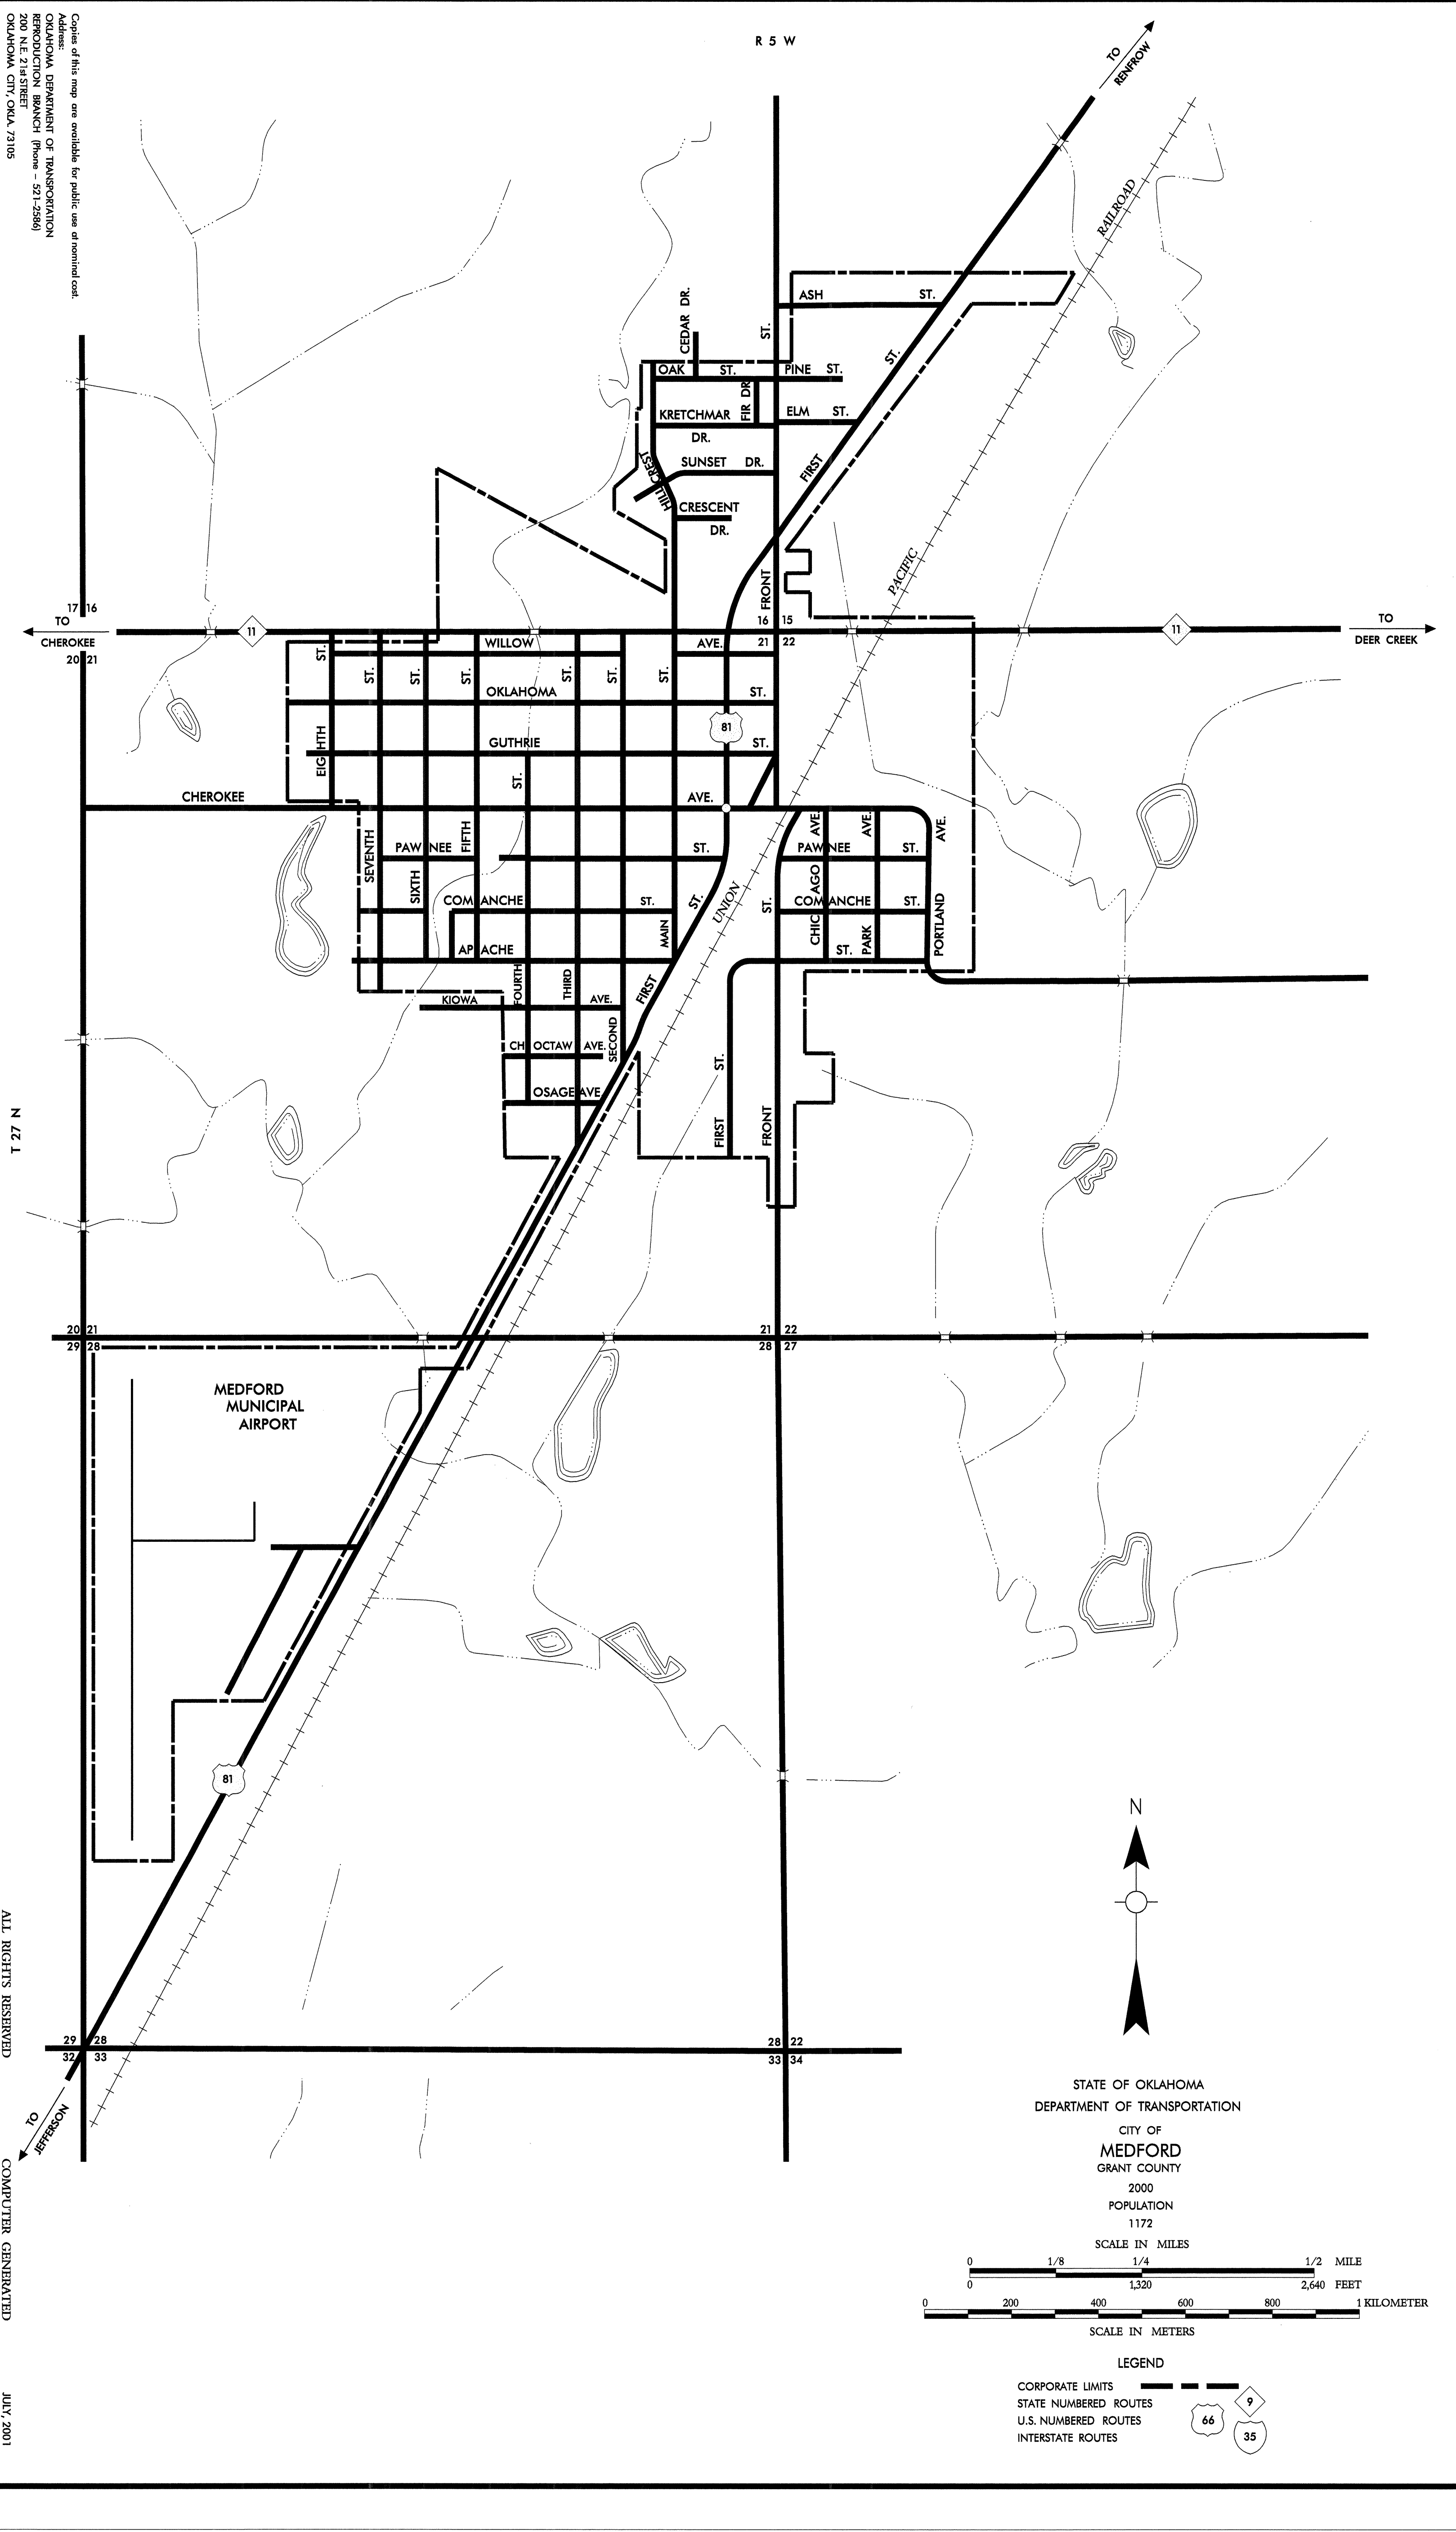 Copies of this map are available for public use at nominal cost.
Address:
OKLAHOMA DEPARTMENT OF TRANSPORTATION
REPRODUCTION BRANCH (Phone – 521–2586)
200 N.E. 21st STREET
OKLAHOMA CITY, OKLA. 73105
R 5 W
TO
RENFROW
RAILROAD
ASH ST.
ST.
CEDAR DR.
OAK ST.
PINE ST.
ST.
KRETCHMAR
DR.
FIR DR.
ELM ST.
HILLCREST
SUNSET DR.
FIRST
CRESCENT
DR.
PACIFIC
FRONT
17 16
TO
CHEROKEE
20 21
11
16 15
21 22
11
TO
DEER CREEK
WILLOW AVE.
ST.
ST.
ST.
ST.
ST.
ST.
ST.
OKLAHOMA ST.
81
EIGHTH
GUTHRIE ST.
ST.
CHEROKEE AVE.
SEVENTH
PAWNEE
FIFTH
ST.
AVE.
AVE.
AVE.
PAWNEE ST.
SIXTH
COMANCHE ST.
ST.
UNION
ST.
COMANCHE ST.
CHICAGO
PARK
PORTLAND
MAIN
APACHE
ST.
FOURTH
THIRD
FIRST
KIOWA AVE.
CHOCTAW AVE.
SECOND
OSAGE AVE
ST.
FIRST
FRONT
T 27 N
20 21
29 28
21 22
28 27
MEDFORD
MUNICIPAL
AIRPORT
81
29 28
32 33
28 22
33 34
TO
JEFFERSON
ALL RIGHTS RESERVED
COMPUTER GENERATED
JULY, 2001
N
STATE OF OKLAHOMA
DEPARTMENT OF TRANSPORTATION
CITY OF
MEDFORD
GRANT COUNTY
2000
POPULATION
1172
SCALE IN MILES
0 1/8 1/4 1/2 MILE
0 1,320 2,640 FEET
0 200 400 600 800 1 KILOMETER
SCALE IN METERS
LEGEND
CORPORATE LIMITS
STATE NUMBERED ROUTES 9
U.S. NUMBERED ROUTES 66
INTERSTATE ROUTES 35